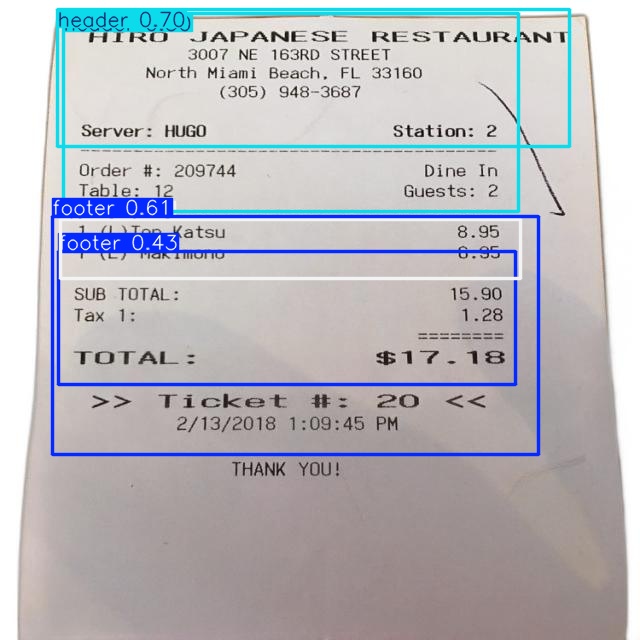 header 0.70
HIRO JAPANESE RESTAURANT
3007 NE 163RD STREET
North Miami Beach, FL 33160
(305) 948-3687
Server: HUGO Station: 2
Order #: 209744 Dine In
Table: 12 Guests: 2
footer 0.61
1 (L)Ton Katsu 8.95
footer 0.43
1 (L) Makimono 6.95
SUB TOTAL: 15.90
Tax 1: 1.28
========
TOTAL: $17.18
>> Ticket #: 20 <<
2/13/2018 1:09:45 PM
THANK YOU!